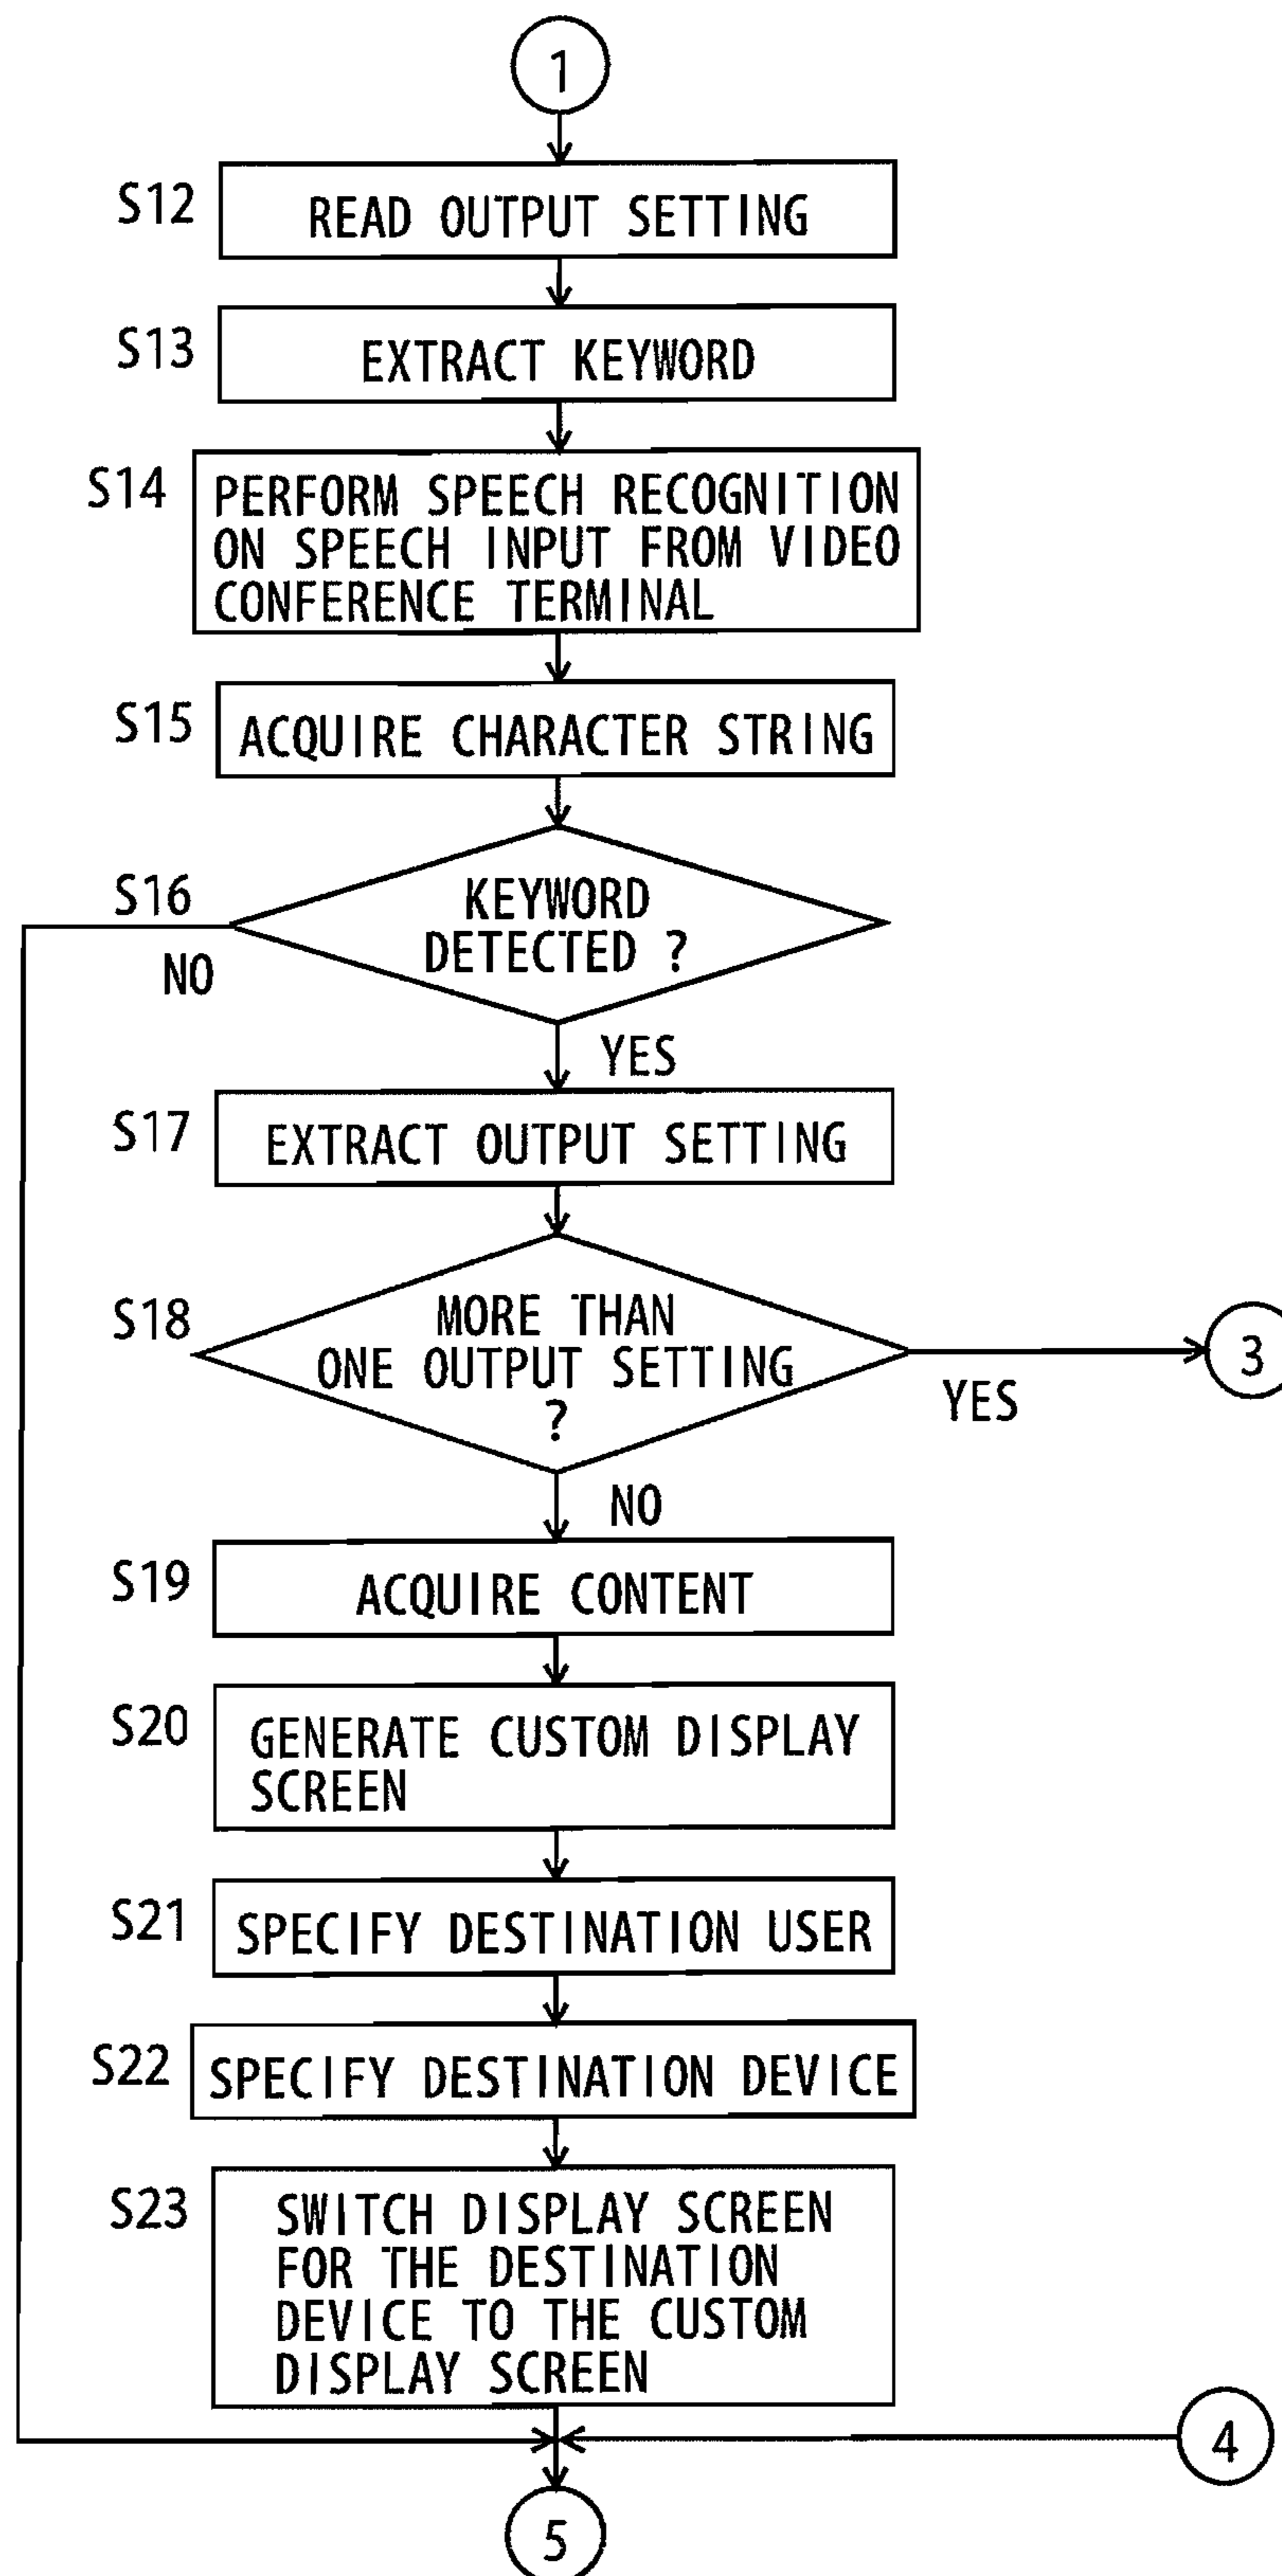 1
S12
READ OUTPUT SETTING
S13
EXTRACT KEYWORD
S14
PERFORM SPEECH RECOGNITION
ON SPEECH INPUT FROM VIDEO
CONFERENCE TERMINAL
S15
ACQUIRE CHARACTER STRING
S16
KEYWORD
DETECTED ?
NO
YES
S17
EXTRACT OUTPUT SETTING
S18
MORE THAN
ONE OUTPUT SETTING
?
3
YES
NO
S19
ACQUIRE CONTENT
S20
GENERATE CUSTOM DISPLAY
SCREEN
S21
SPECIFY DESTINATION USER
S22
SPECIFY DESTINATION DEVICE
S23
SWITCH DISPLAY SCREEN
FOR THE DESTINATION
DEVICE TO THE CUSTOM
DISPLAY SCREEN
4
5